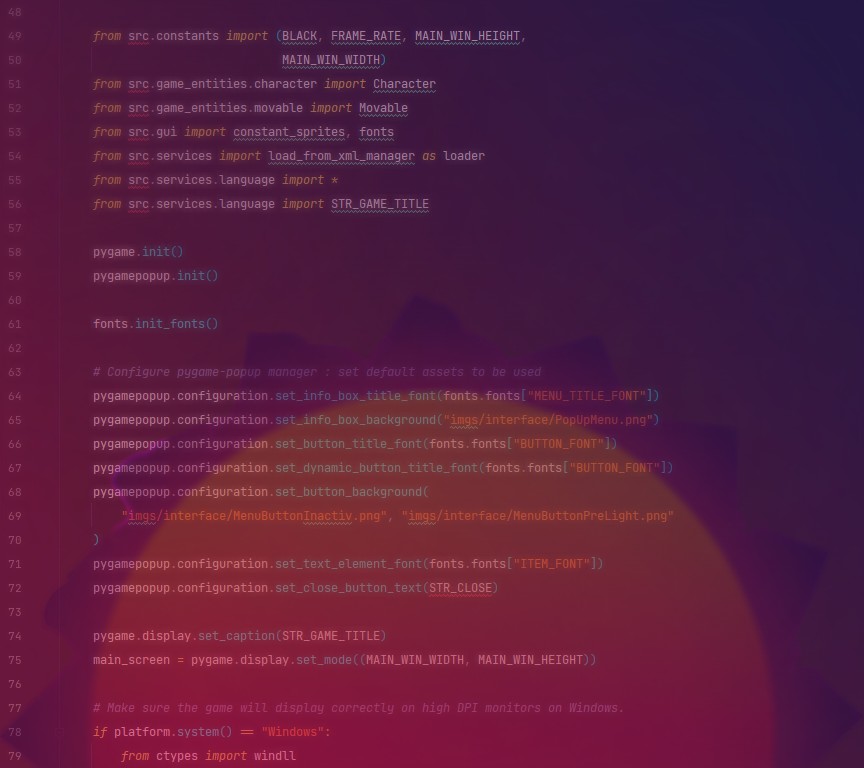 48
49 from src.constants import (BLACK, FRAME_RATE, MAIN_WIN_HEIGHT,
50 MAIN_WIN_WIDTH)
51 from src.game_entities.character import Character
52 from src.game_entities.movable import Movable
53 from src.gui import constant_sprites, fonts
54 from src.services import load_from_xml_manager as loader
55 from src.services.language import *
56 from src.services.language import STR_GAME_TITLE
57
58 pygame.init()
59 pygamepopup.init()
60
61 fonts.init_fonts()
62
63 # Configure pygame-popup manager : set default assets to be used
64 pygamepopup.configuration.set_info_box_title_font(fonts.fonts["MENU_TITLE_FONT"])
65 pygamepopup.configuration.set_info_box_background("imgs/interface/PopUpMenu.png")
66 pygamepopup.configuration.set_button_title_font(fonts.fonts["BUTTON_FONT"])
67 pygamepopup.configuration.set_dynamic_button_title_font(fonts.fonts["BUTTON_FONT"])
68 pygamepopup.configuration.set_button_background(
69 "imgs/interface/MenuButtonInactiv.png", "imgs/interface/MenuButtonPreLight.png"
70 )
71 pygamepopup.configuration.set_text_element_font(fonts.fonts["ITEM_FONT"])
72 pygamepopup.configuration.set_close_button_text(STR_CLOSE)
73
74 pygame.display.set_caption(STR_GAME_TITLE)
75 main_screen = pygame.display.set_mode((MAIN_WIN_WIDTH, MAIN_WIN_HEIGHT))
76
77 # Make sure the game will display correctly on high DPI monitors on Windows.
78 if platform.system() == "Windows":
79 from ctypes import windll